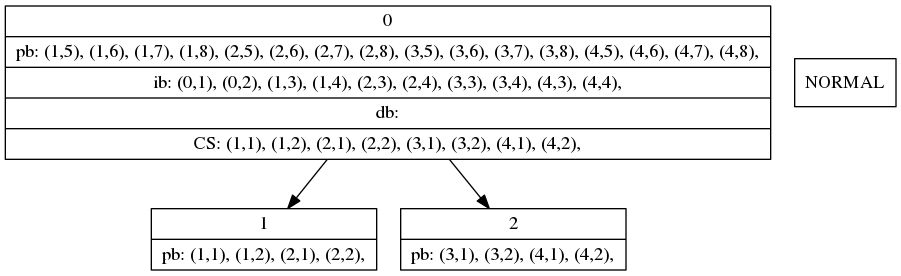 0
pb: (1,5), (1,6), (1,7), (1,8), (2,5), (2,6), (2,7), (2,8), (3,5), (3,6), (3,7), (3,8), (4,5), (4,6), (4,7), (4,8),
ib: (0,1), (0,2), (1,3), (1,4), (2,3), (2,4), (3,3), (3,4), (4,3), (4,4),
db:
CS: (1,1), (1,2), (2,1), (2,2), (3,1), (3,2), (4,1), (4,2),
NORMAL
1
pb: (1,1), (1,2), (2,1), (2,2),
2
pb: (3,1), (3,2), (4,1), (4,2),